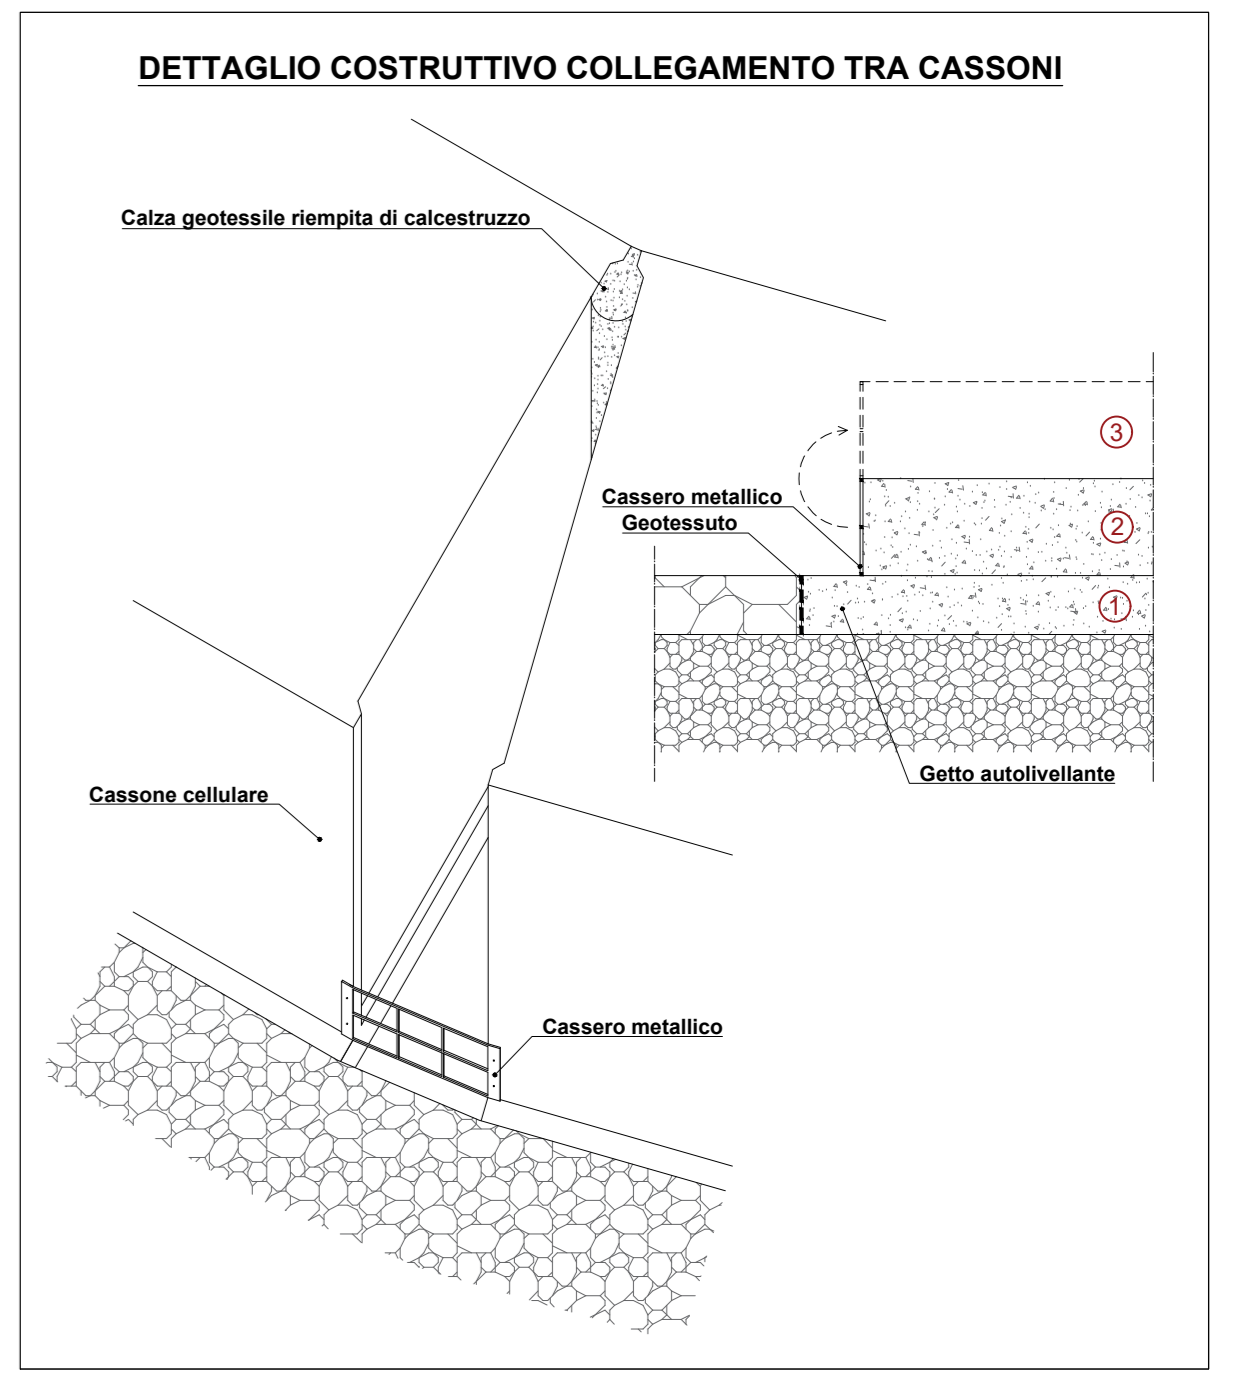 DETTAGLIO COSTRUTTIVO COLLEGAMENTO TRA CASSONI
Calza geotessile riempita di calcestruzzo
3
Cassero metallico
Geotessuto
2
1
Getto autolivellante
Cassone cellulare
Cassero metallico